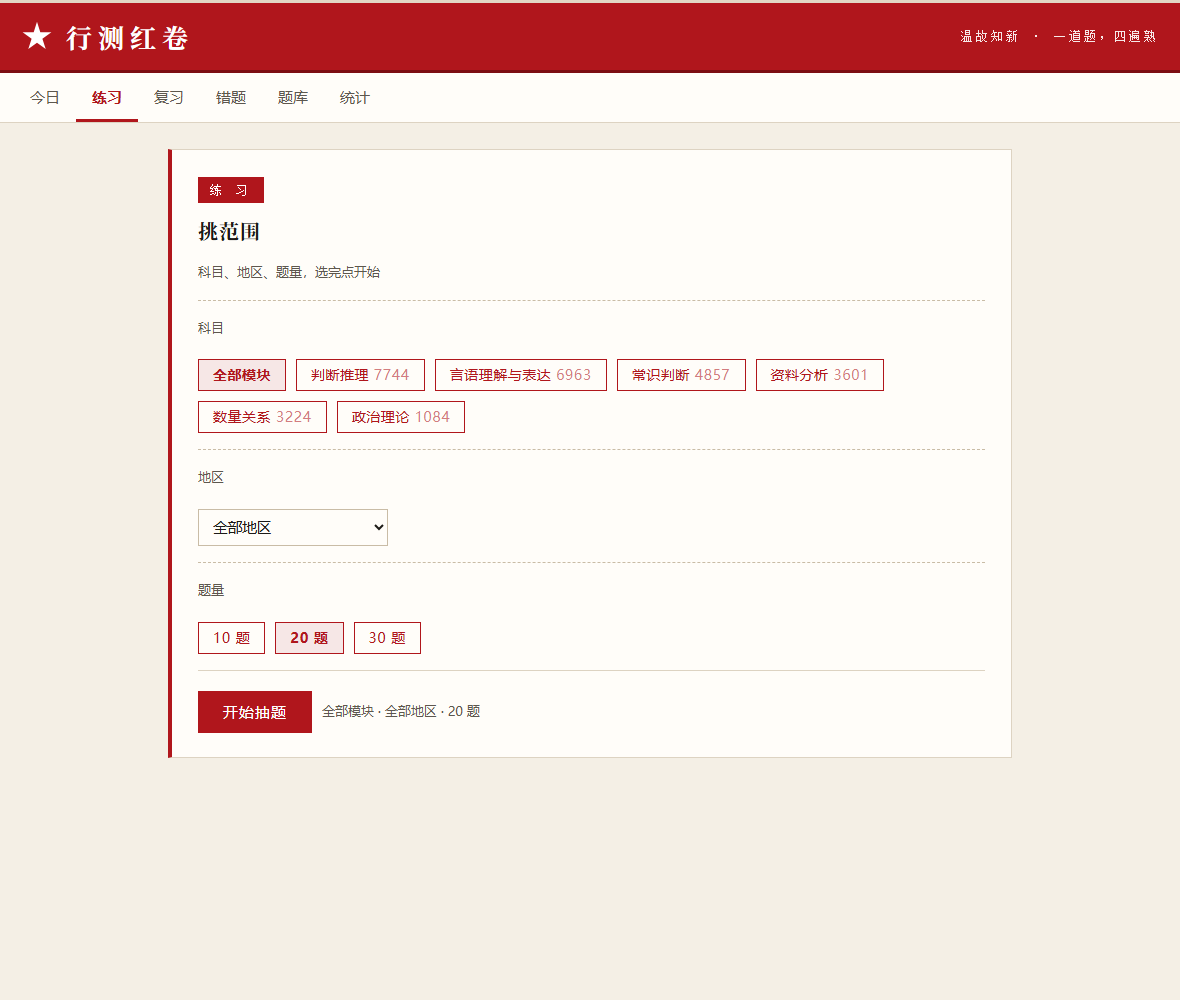 ★ 行测红卷
温故知新 · 一道题，四遍熟
今日 练习 复习 错题 题库 统计
练 习
挑范围
科目、地区、题量，选完点开始
科目
全部模块 判断推理 7744 言语理解与表达 6963 常识判断 4857 资料分析 3601
数量关系 3224 政治理论 1084
地区
全部地区
题量
10 题 20 题 30 题
开始抽题 全部模块 · 全部地区 · 20 题